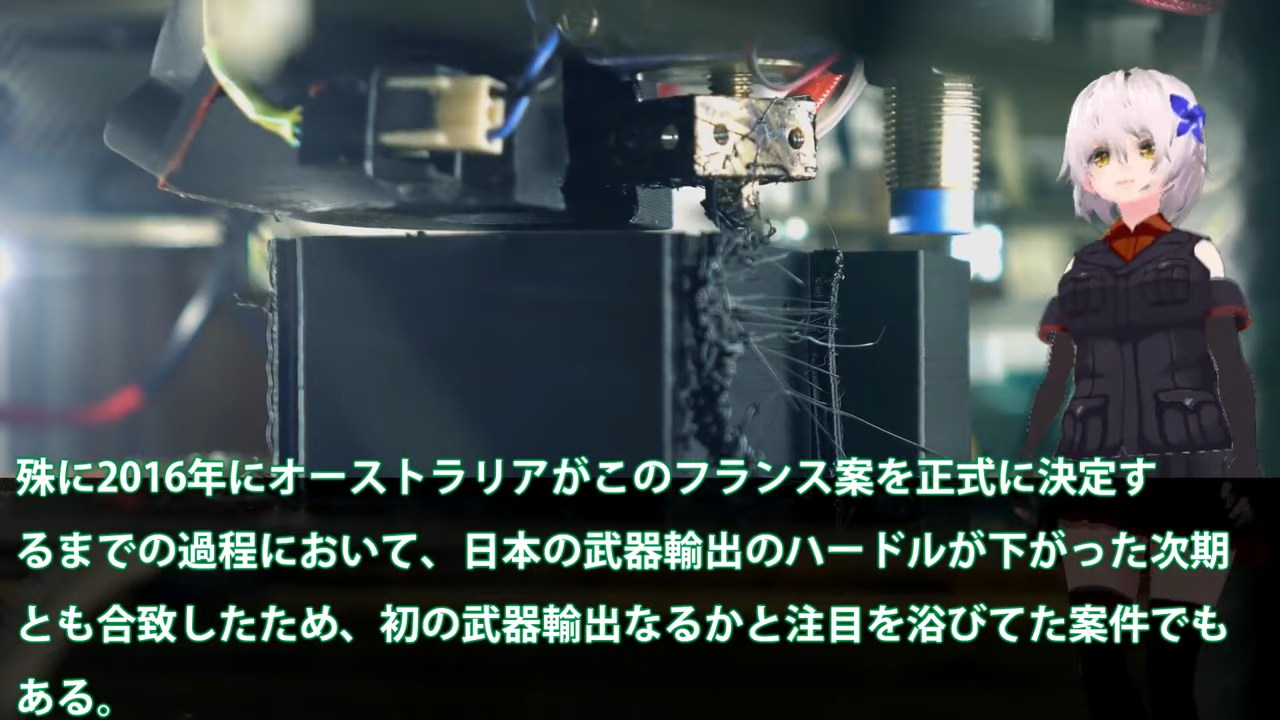 殊に2016年にオーストラリアがこのフランス案を正式に決定す
るまでの過程において、日本の武器輸出のハードルが下がった次期
とも合致したため、初の武器輸出なるかと注目を浴びてた案件でも
ある。